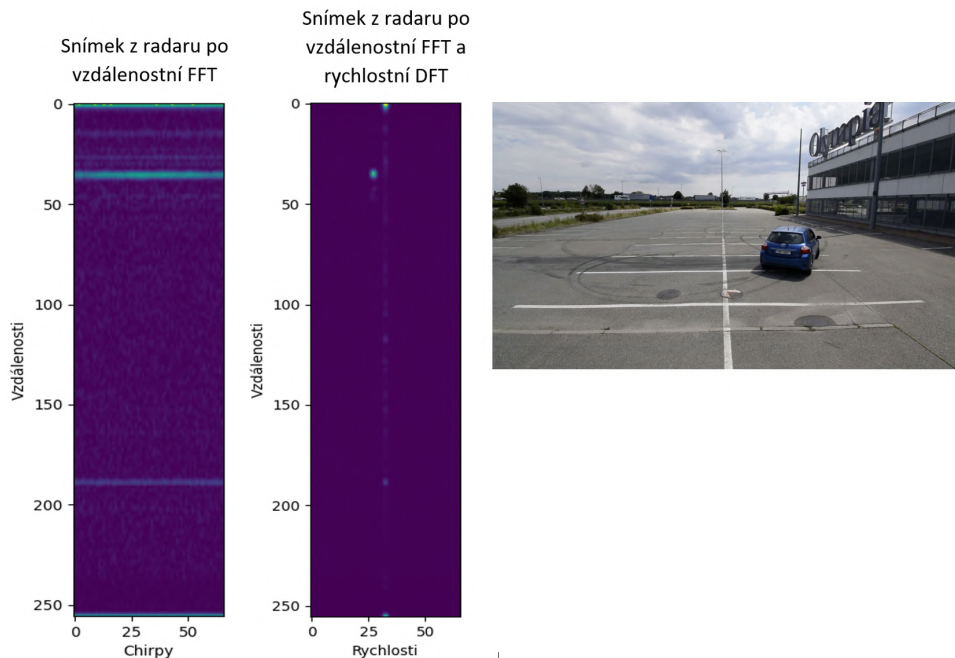 Snímek z radaru po
vzdálenostní FFT
0
50
100
150
200
250
Vzdálenosti
0
25
50
Chirpy
Snímek z radaru po
vzdálenostní FFT a
rychlostní DFT
0
50
100
150
200
250
Vzdálenosti
0
25
50
Rychlosti
Olympia